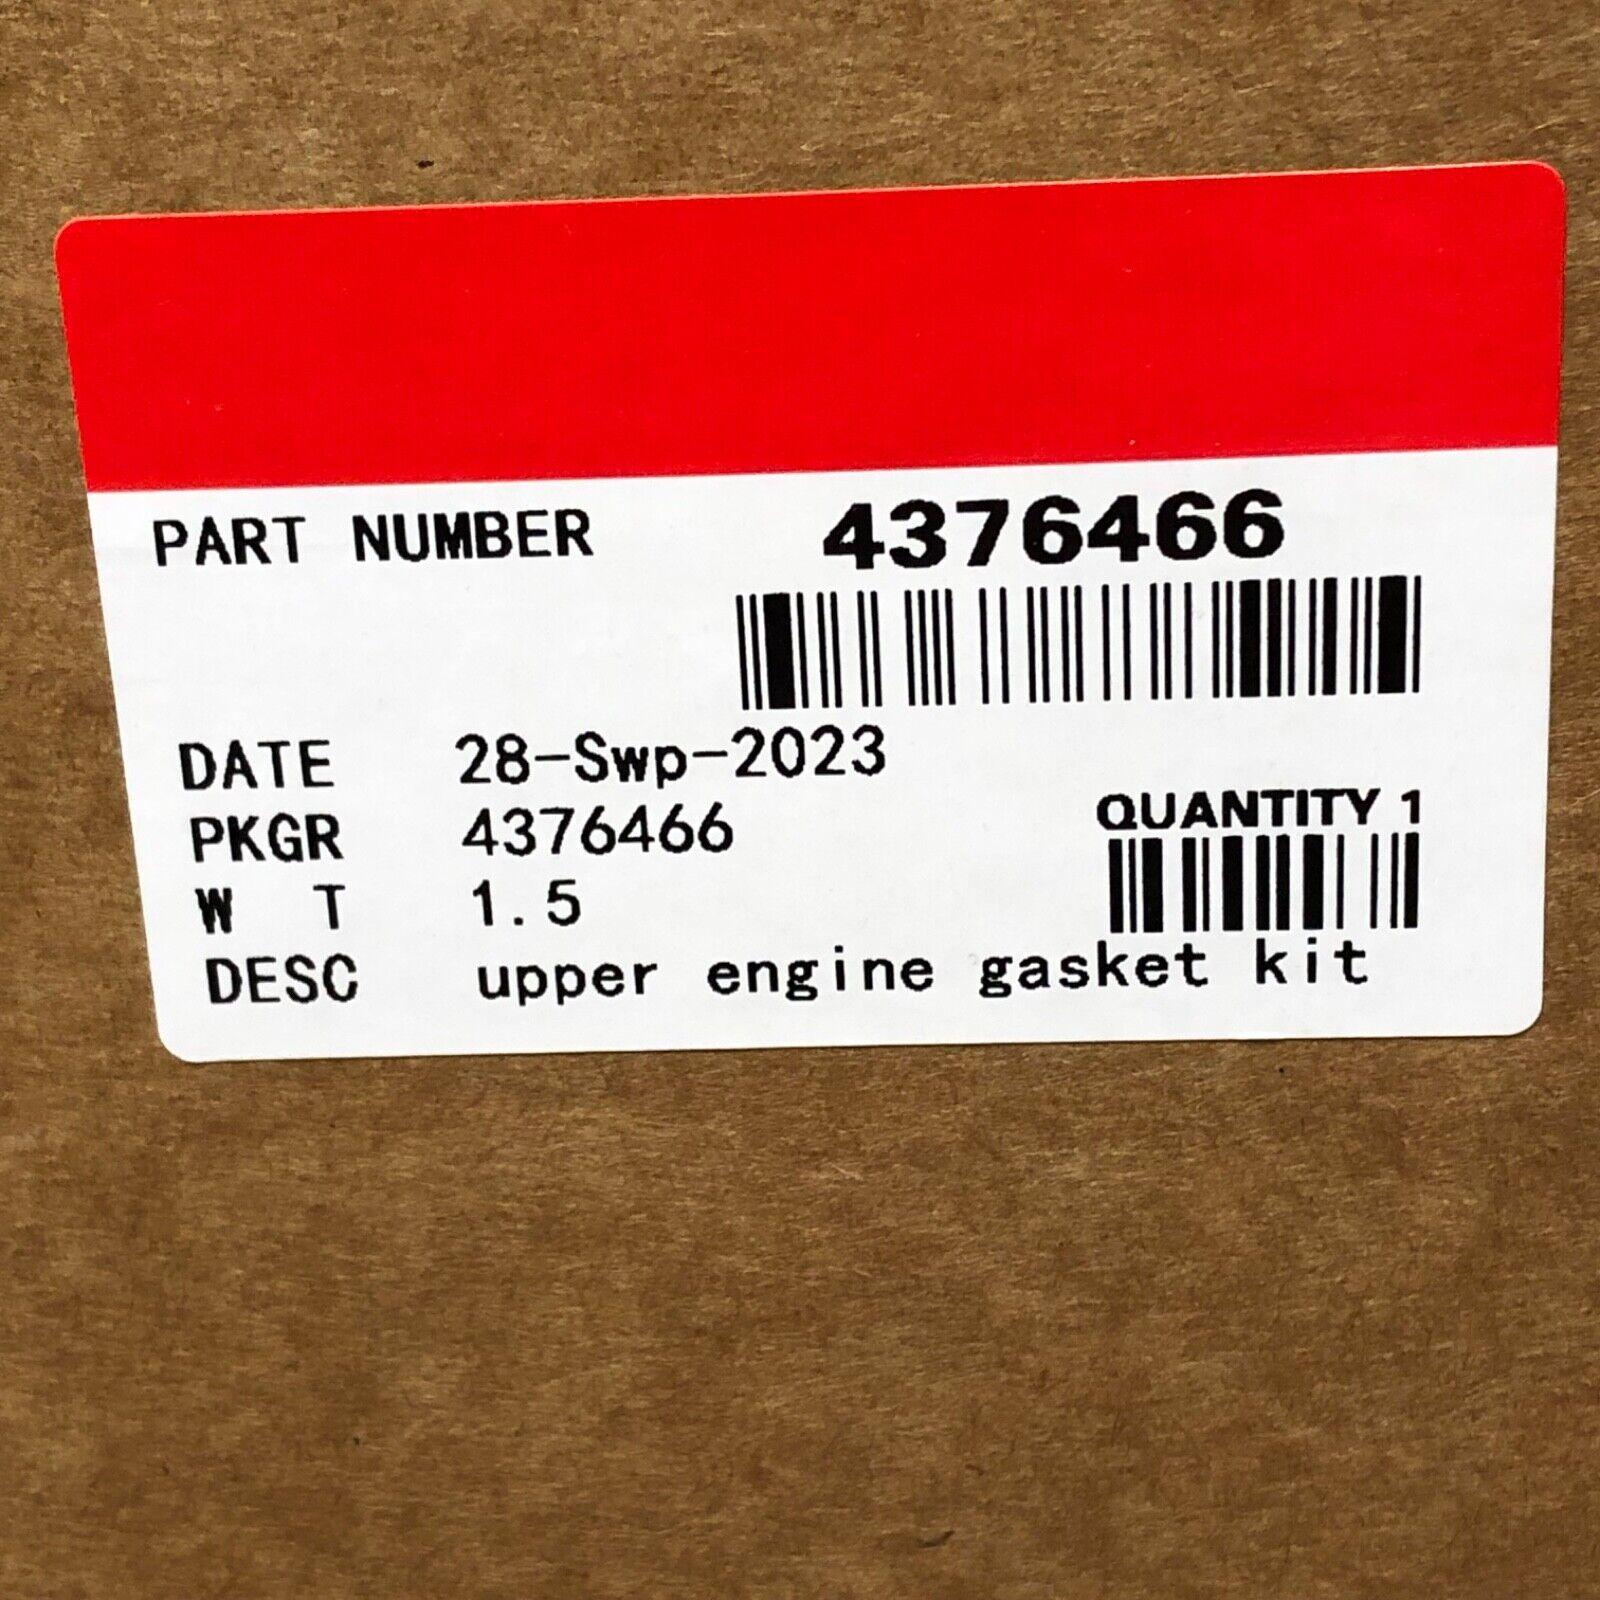 PART NUMBER 4376466
DATE 28-Swp-2023
PKGR 4376466
QUANTITY 1
W T 1.5
DESC upper engine gasket kit